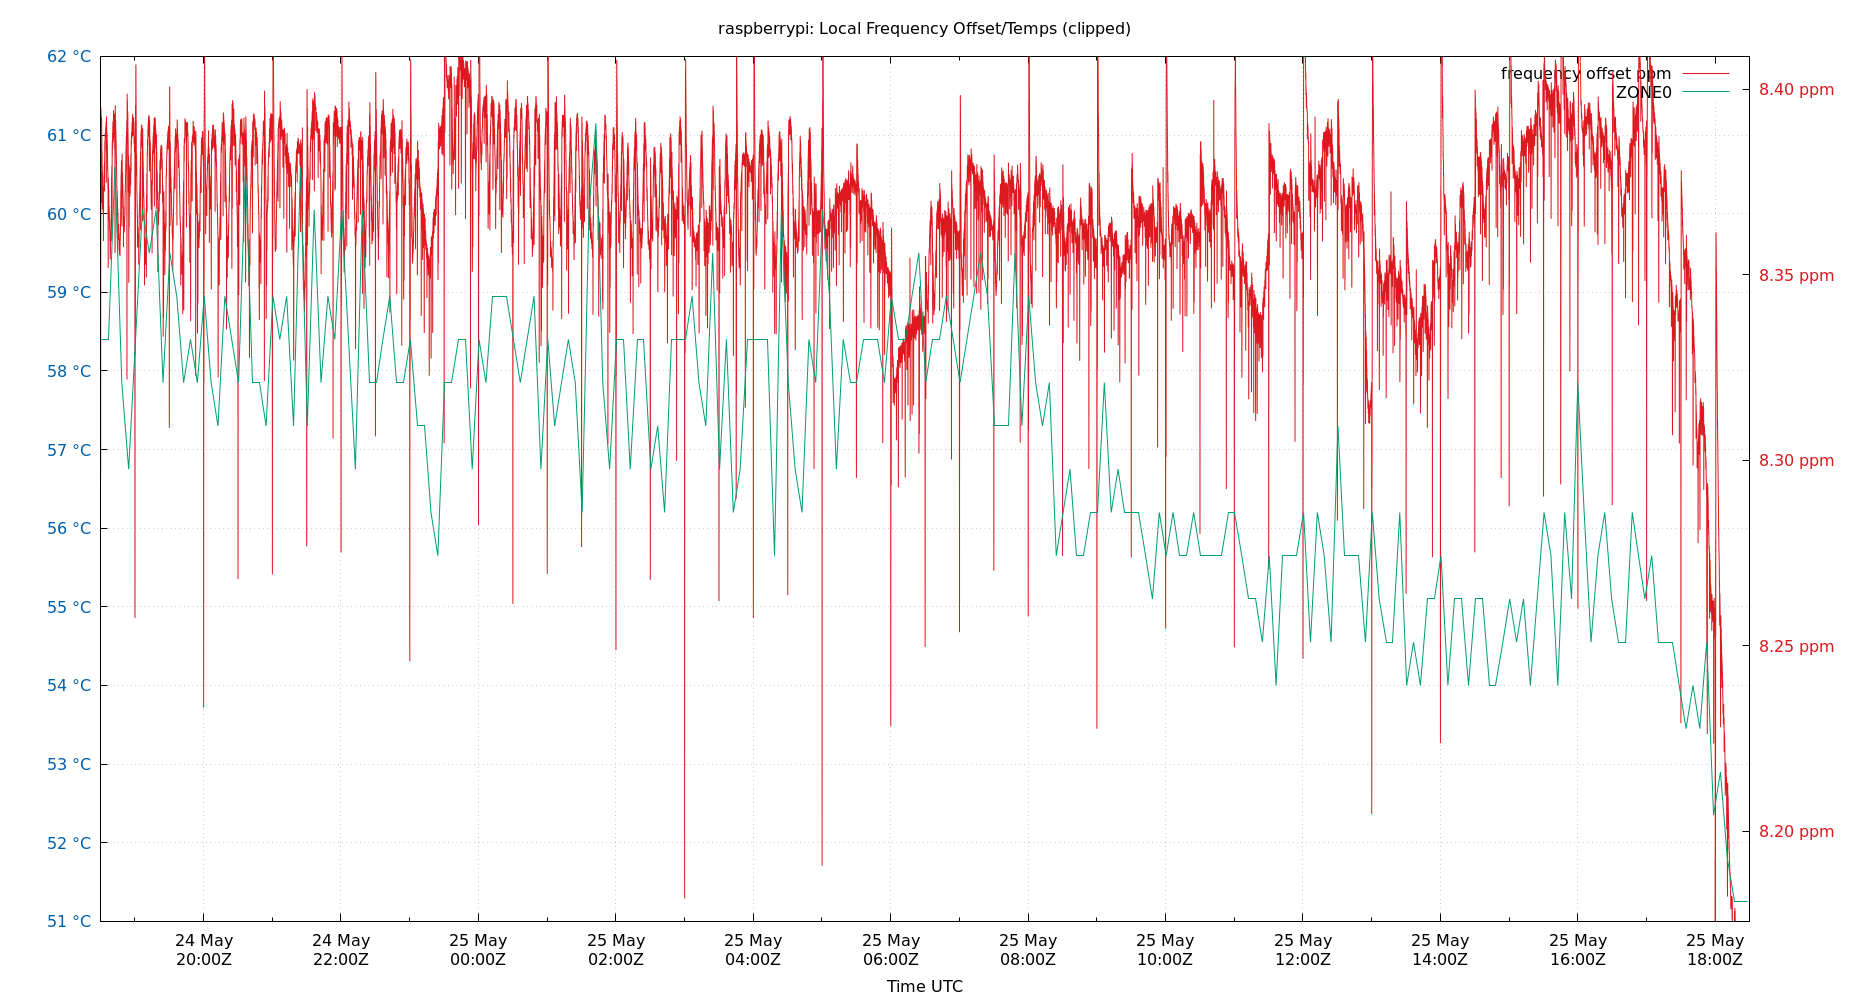 raspberrypi: Local Frequency Offset/Temps (clipped)
62 °C
61 °C
60 °C
59 °C
58 °C
57 °C
56 °C
55 °C
54 °C
53 °C
52 °C
51 °C
frequency offset ppm
ZONE0
8.40 ppm
8.35 ppm
8.30 ppm
8.25 ppm
8.20 ppm
24 May 24 May 25 May 25 May 25 May 25 May 25 May 25 May 25 May 25 May 25 May 25 May
20:00Z 22:00Z 00:00Z 02:00Z 04:00Z 06:00Z 08:00Z 10:00Z 12:00Z 14:00Z 16:00Z 18:00Z
Time UTC